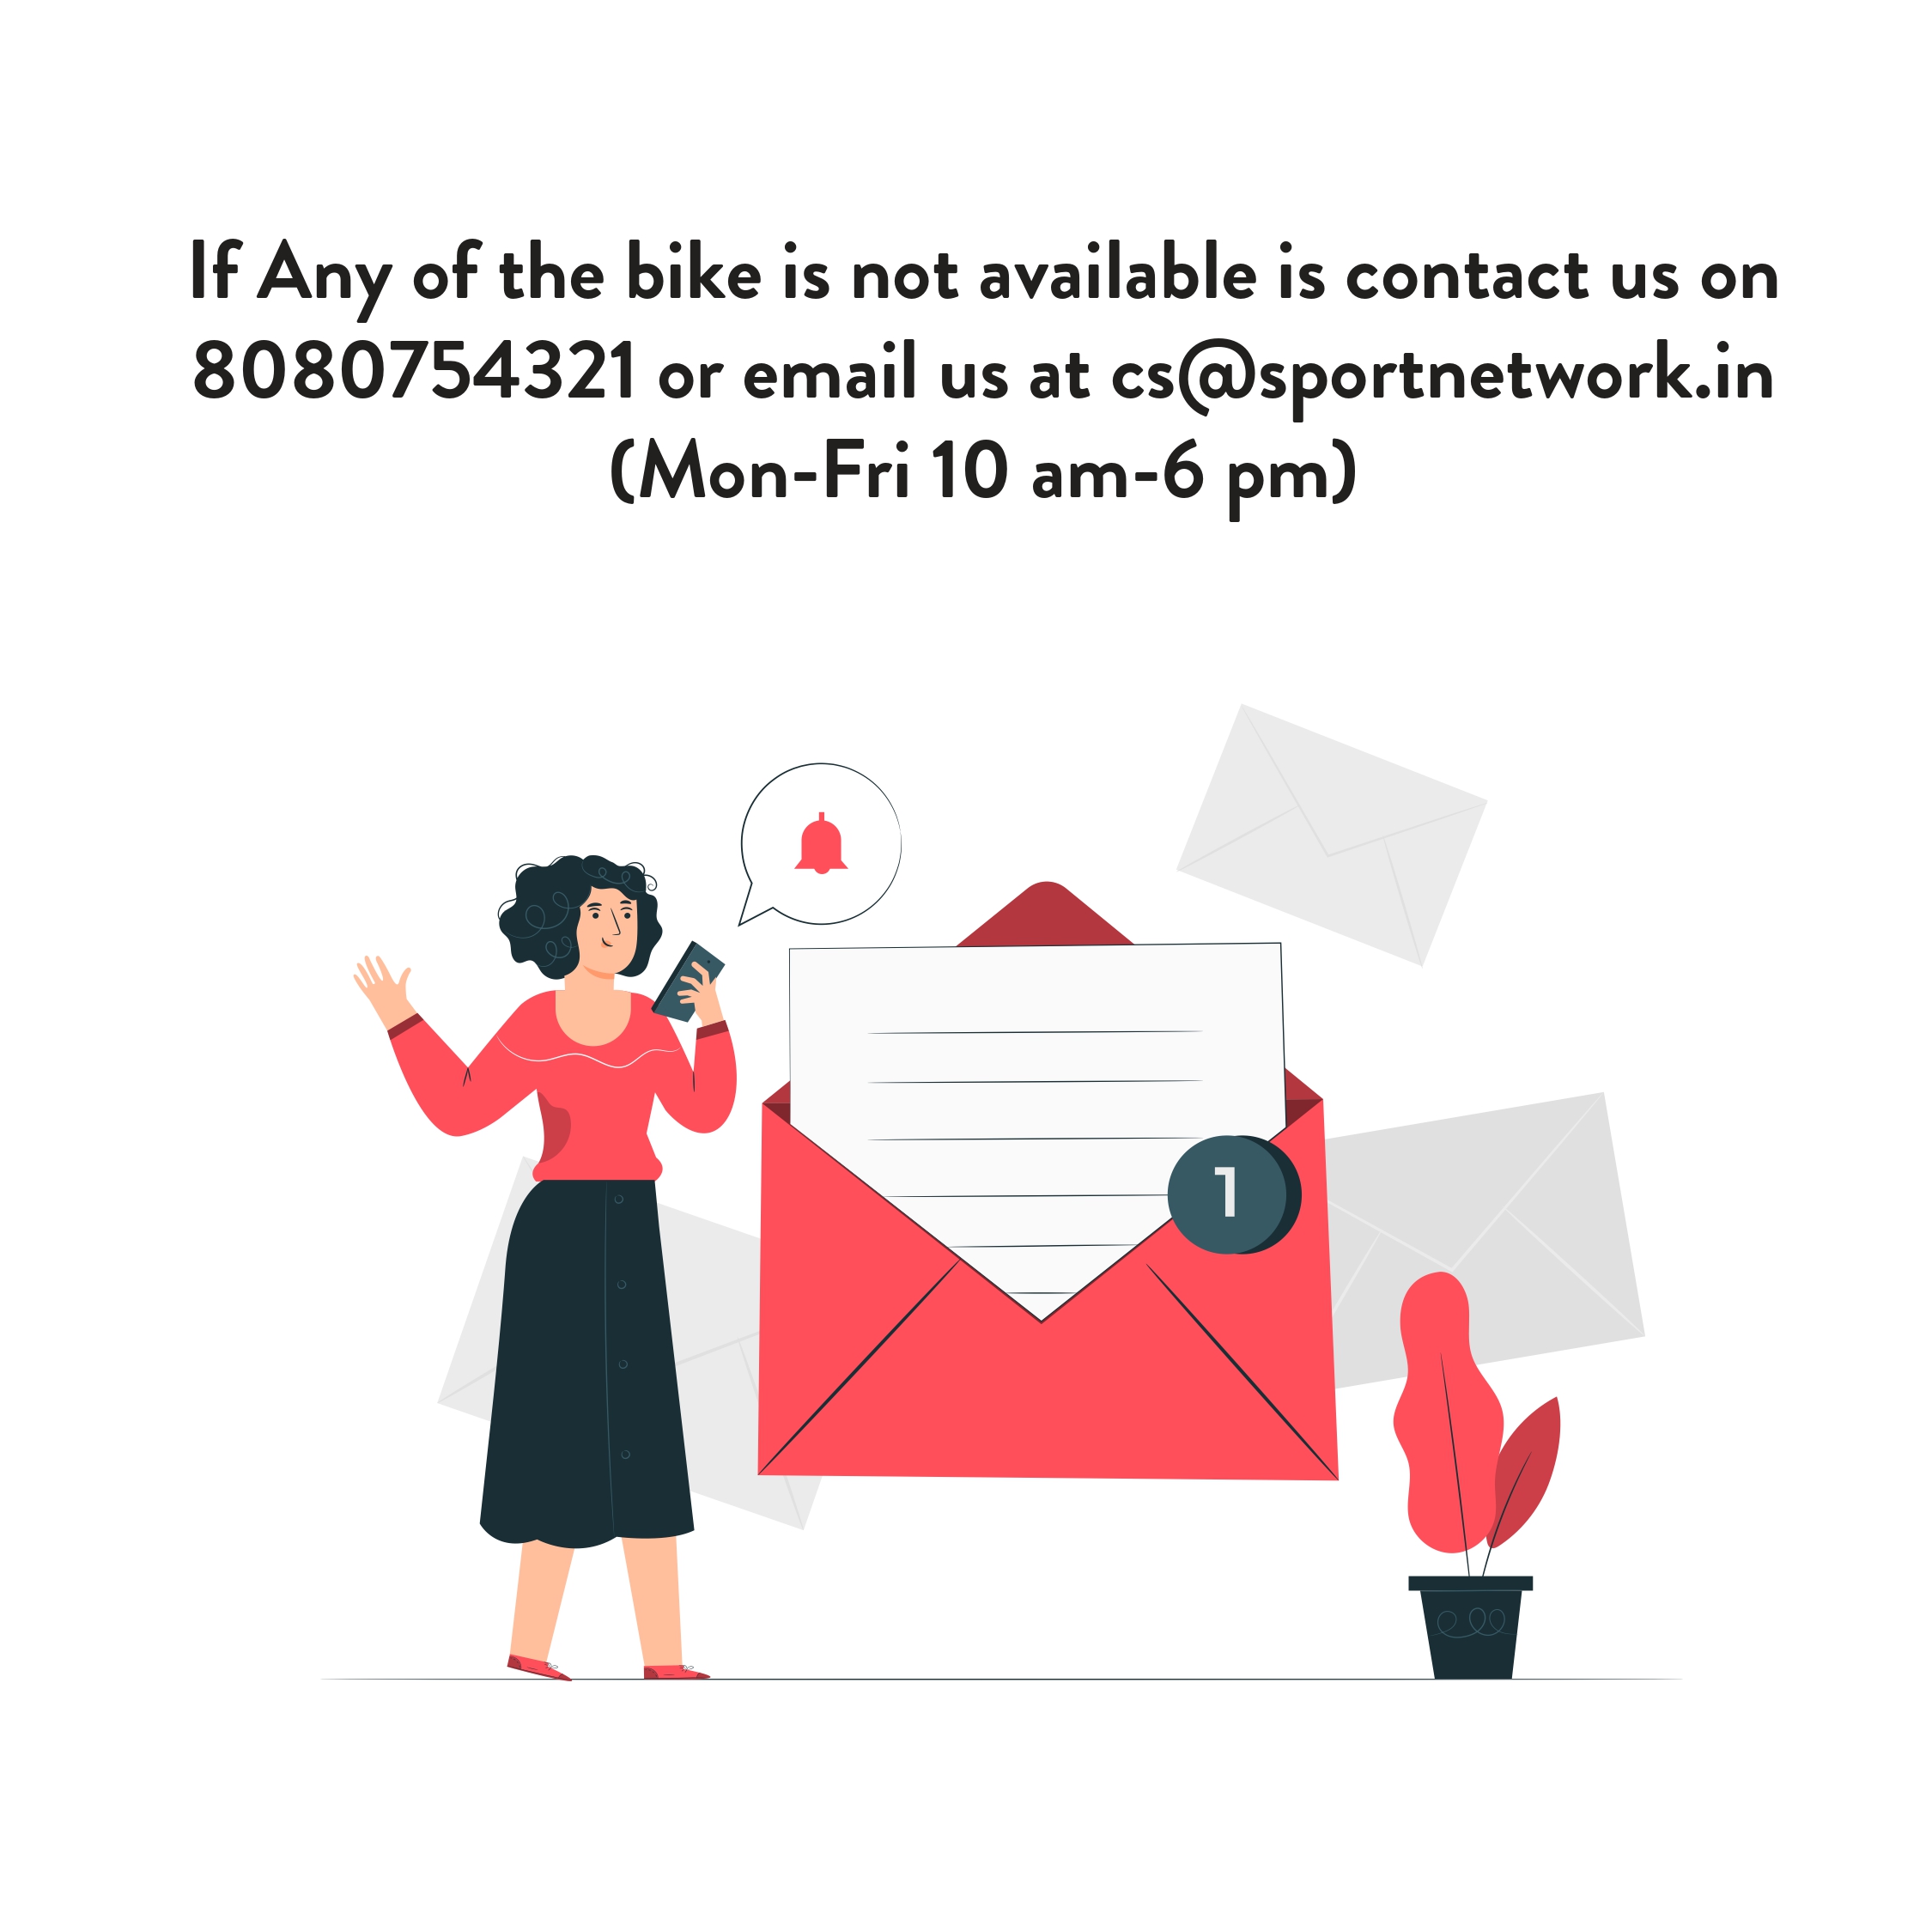 If Any of the bike is not available is contact us on
8080754321 or email us at cs@sportnetwork.in
(Mon-Fri 10 am-6 pm)
1